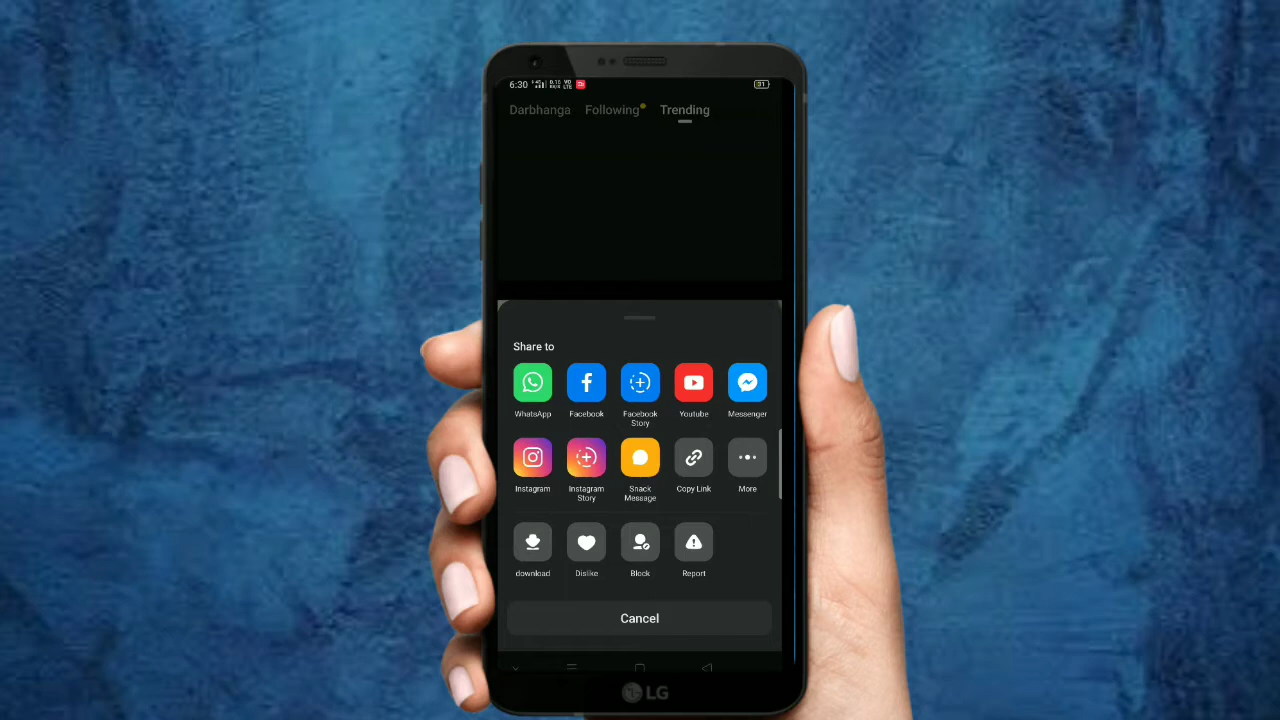 6:30
31
Darbhanga Following Trending
Share to
WhatsApp Facebook Facebook Story Youtube Messenger
Instagram Instagram Story Snack Message Copy Link More
download Dislike Block Report
Cancel
LG